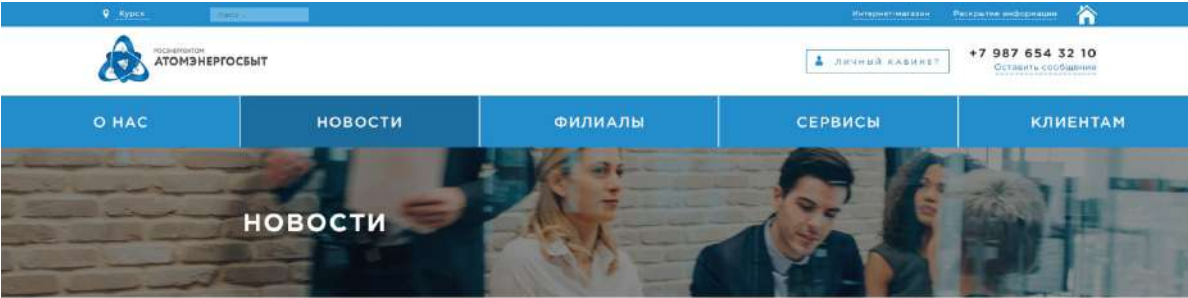 Курск
Поиск...
Интернет-магазин
Раскрытие информации
РОСЭНЕРГОАТОМ
АТОМЭНЕРГОСБЫТ
ЛИЧНЫЙ КАБИНЕТ
+7 987 654 32 10
Оставить сообщение
О НАС
НОВОСТИ
ФИЛИАЛЫ
СЕРВИСЫ
КЛИЕНТАМ
НОВОСТИ